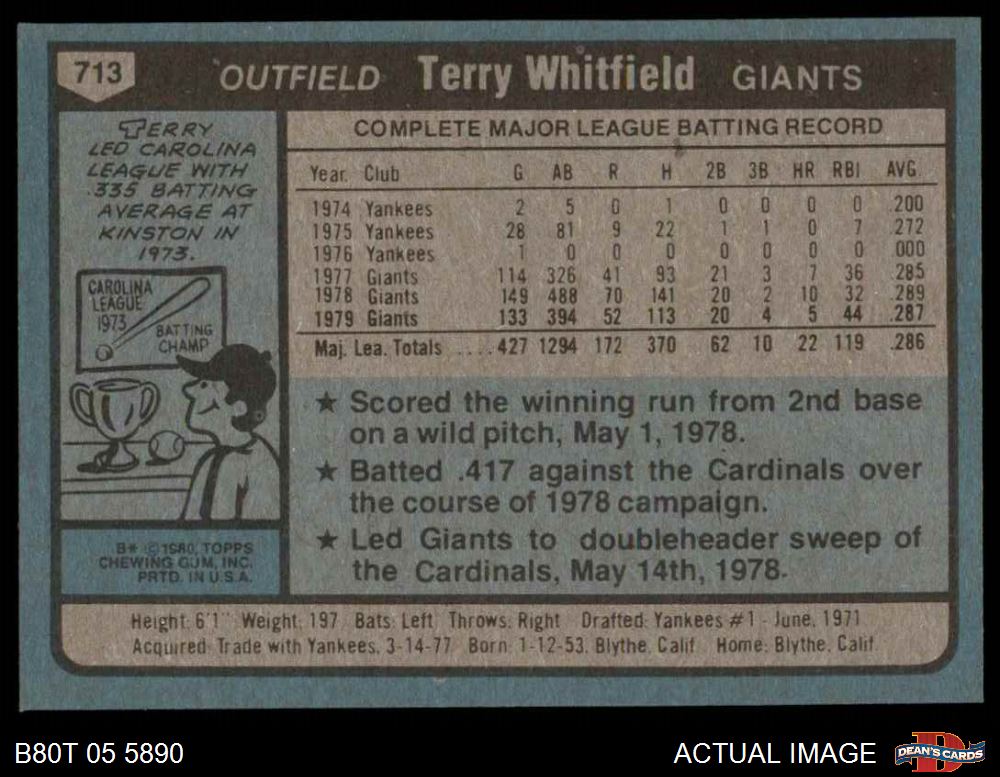 713
OUTFIELD Terry Whitfield GIANTS
TERRY
LED CAROLINA
LEAGUE WITH
.335 BATTING
AVERAGE AT
KINSTON IN
1973.
CAROLINA
LEAGUE
1973
BATTING
CHAMP
B* © 1980, TOPPS
CHEWING GUM, INC.
PRTD. IN U.S.A.
COMPLETE MAJOR LEAGUE BATTING RECORD
Year Club G AB R H 2B 3B HR RBI AVG.
1974 Yankees 2 5 0 1 0 0 0 0 .200
1975 Yankees 28 81 9 22 1 1 0 7 .272
1976 Yankees 1 0 0 0 0 0 0 0 .000
1977 Giants 114 326 41 93 21 3 7 36 .285
1978 Giants 149 488 70 141 20 2 10 32 .289
1979 Giants 133 394 52 113 20 4 5 44 .287
Maj. Lea. Totals ....427 1294 172 370 62 10 22 119 .286
★ Scored the winning run from 2nd base
on a wild pitch, May 1, 1978.
★ Batted .417 against the Cardinals over
the course of 1978 campaign.
★ Led Giants to doubleheader sweep of
the Cardinals, May 14th, 1978.
Height: 6'1" Weight: 197 Bats: Left Throws: Right Drafted: Yankees #1 - June, 1971
Acquired: Trade with Yankees, 3-14-77 Born: 1-12-53, Blythe, Calif. Home: Blythe, Calif.
B80T 05 5890
ACTUAL IMAGE
DEAN'S CARDS